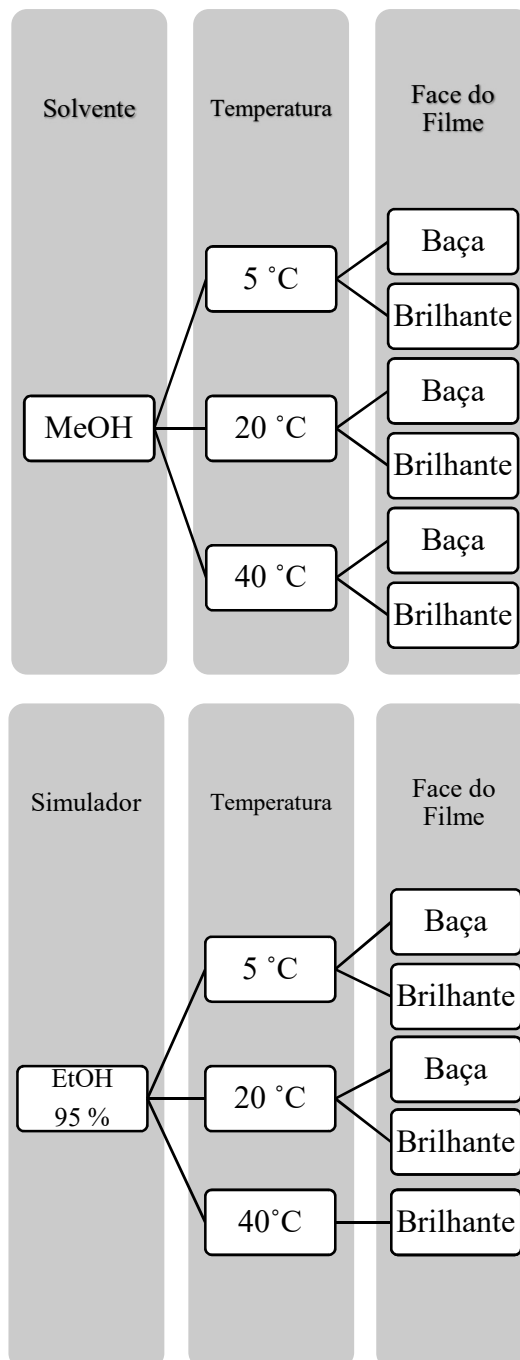 Solvente
Temperatura
Face do
Filme
Baça
5 ˚C
Brilhante
Baça
MeOH
20 ˚C
Brilhante
Baça
40 ˚C
Brilhante
Simulador
Temperatura
Face do
Filme
Baça
5 ˚C
Brilhante
Baça
EtOH
95 %
20 ˚C
Brilhante
40˚C
Brilhante